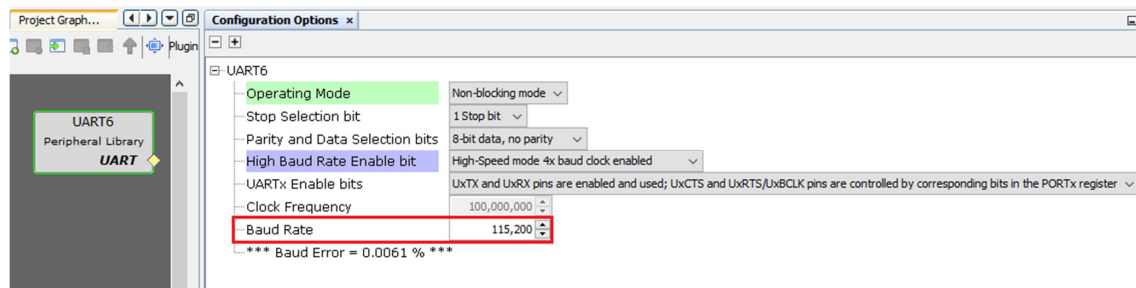 Project Graph...
Configuration Options ×
Plugin
UART6
Operating Mode Non-blocking mode
Stop Selection bit 1 Stop bit
Parity and Data Selection bits 8-bit data, no parity
High Baud Rate Enable bit High-Speed mode 4x baud clock enabled
UARTx Enable bits UxTX and UxRX pins are enabled and used; UxCTS and UxRTS/UxBCLK pins are controlled by corresponding bits in the PORTx register
Clock Frequency 100,000,000
Baud Rate 115,200
*** Baud Error = 0.0061 % ***
UART6
Peripheral Library
UART